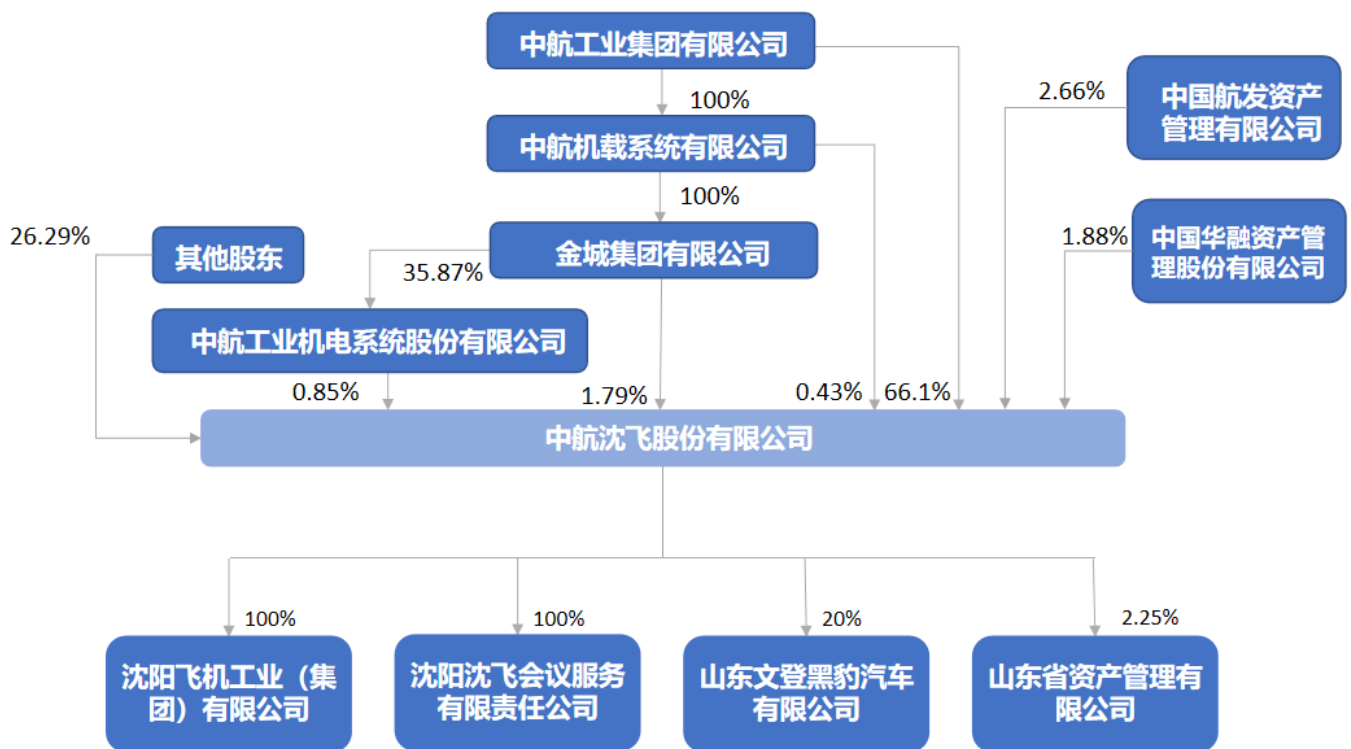 中航工业集团有限公司
100%
2.66%
中国航发资产
管理有限公司
中航机载系统有限公司
100%
26.29%
其他股东
金城集团有限公司
1.88%
中国华融资产管
理股份有限公司
35.87%
中航工业机电系统股份有限公司
0.85%
1.79%
0.43%
66.1%
中航沈飞股份有限公司
100%
100%
20%
2.25%
沈阳飞机工业（集
团）有限公司
沈阳沈飞会议服务
有限责任公司
山东文登黑豹汽车
有限公司
山东省资产管理有
限公司